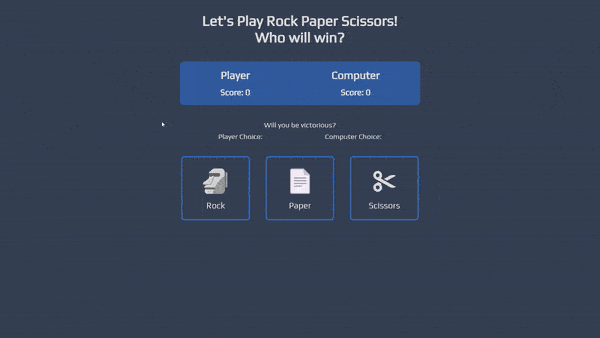 Let's Play Rock Paper Scissors!
Who will win?
Player Computer
Score: 0 Score: 0
Will you be victorious?
Player Choice: Computer Choice:
Rock Paper Scissors